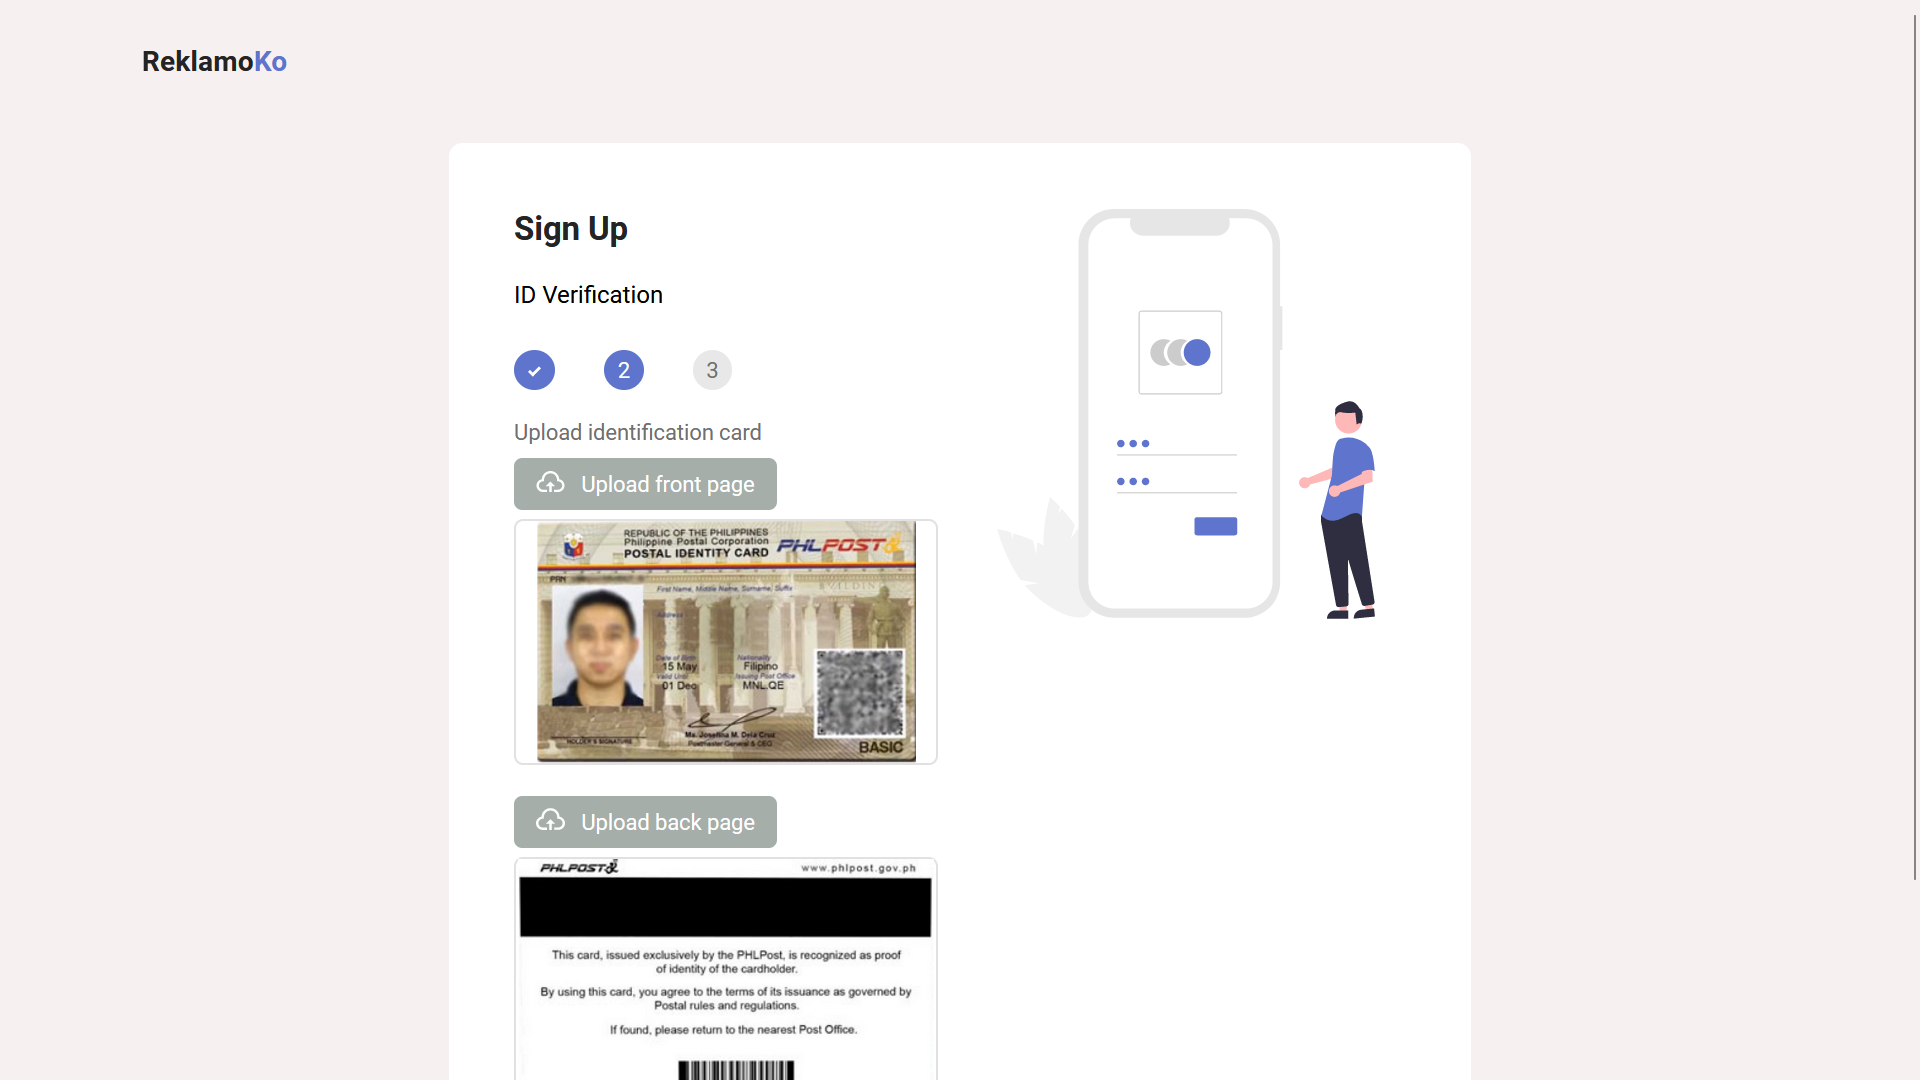 ReklamoKo
Sign Up
ID Verification
2
3
Upload identification card
Upload front page
REPUBLIC OF THE PHILIPPINES
Philippine Postal Corporation
POSTAL IDENTITY CARD
PHLPOST
PRN
First Name, Middle Name, Surname, Suffix
Address
Date of Birth
Nationality
15 May
Filipino
Valid Until
Issuing Post Office
01 Dec
MNL.QE
Ma. Josefina M. Dela Cruz
HOLDER'S SIGNATURE
Postmaster General & CEO
BASIC
Upload back page
PHLPOST
www.phlpost.gov.ph
This card, issued exclusively by the PHLPost, is recognized as proof
of identity of the cardholder.
By using this card, you agree to the terms of its issuance as governed by
Postal rules and regulations.
If found, please return to the nearest Post Office.